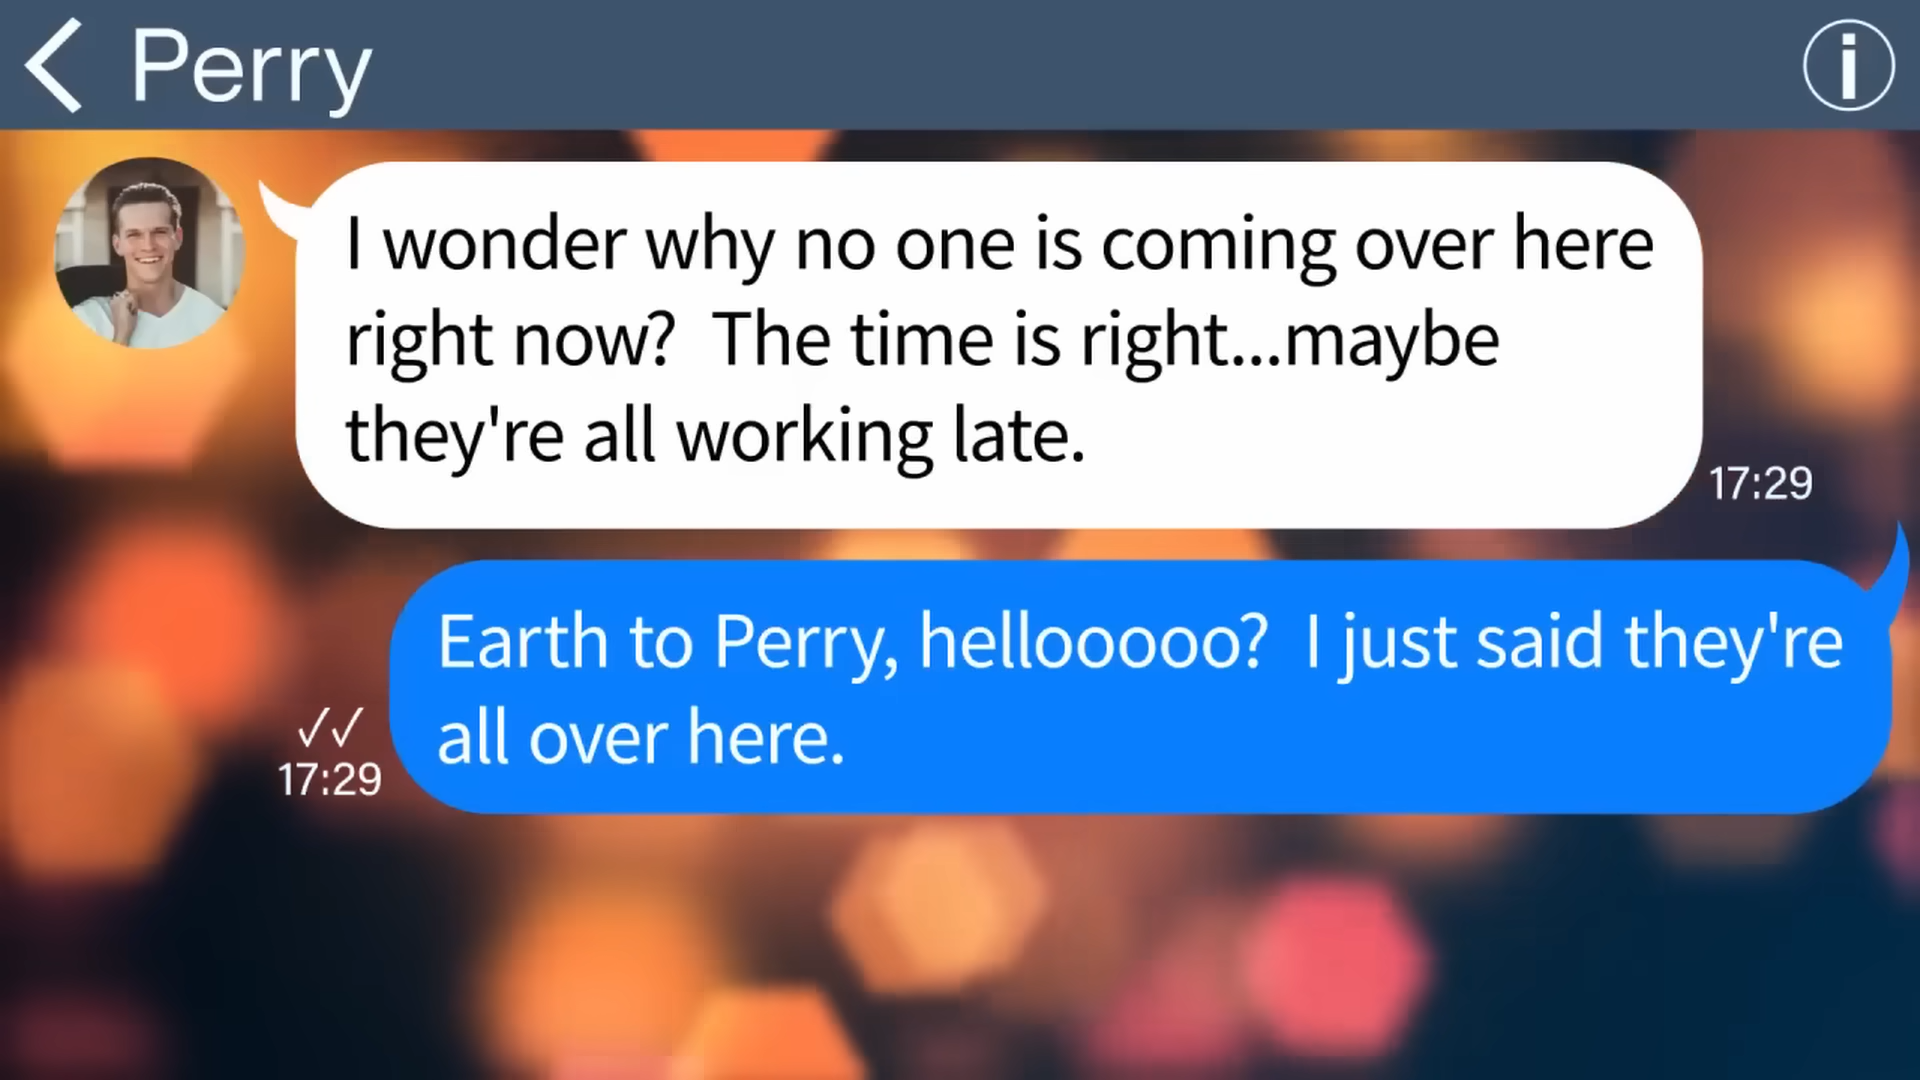 Perry
I wonder why no one is coming over here
right now?  The time is right...maybe
they're all working late.
17:29
Earth to Perry, hellooooo?  I just said they're
all over here.
17:29